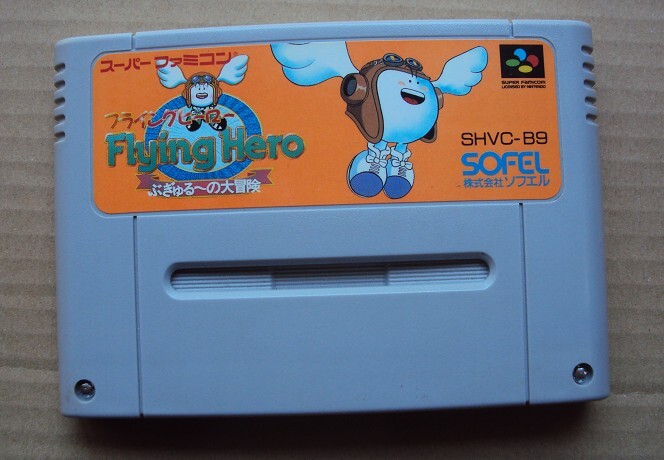 スーパーファミコン
フライングヒーロー
Flying Hero
ぶぎゅる～の大冒険
SUPER FAMICOM
LICENSED BY NINTENDO
SHVC-B9
SOFEL
株式会社ソフエル